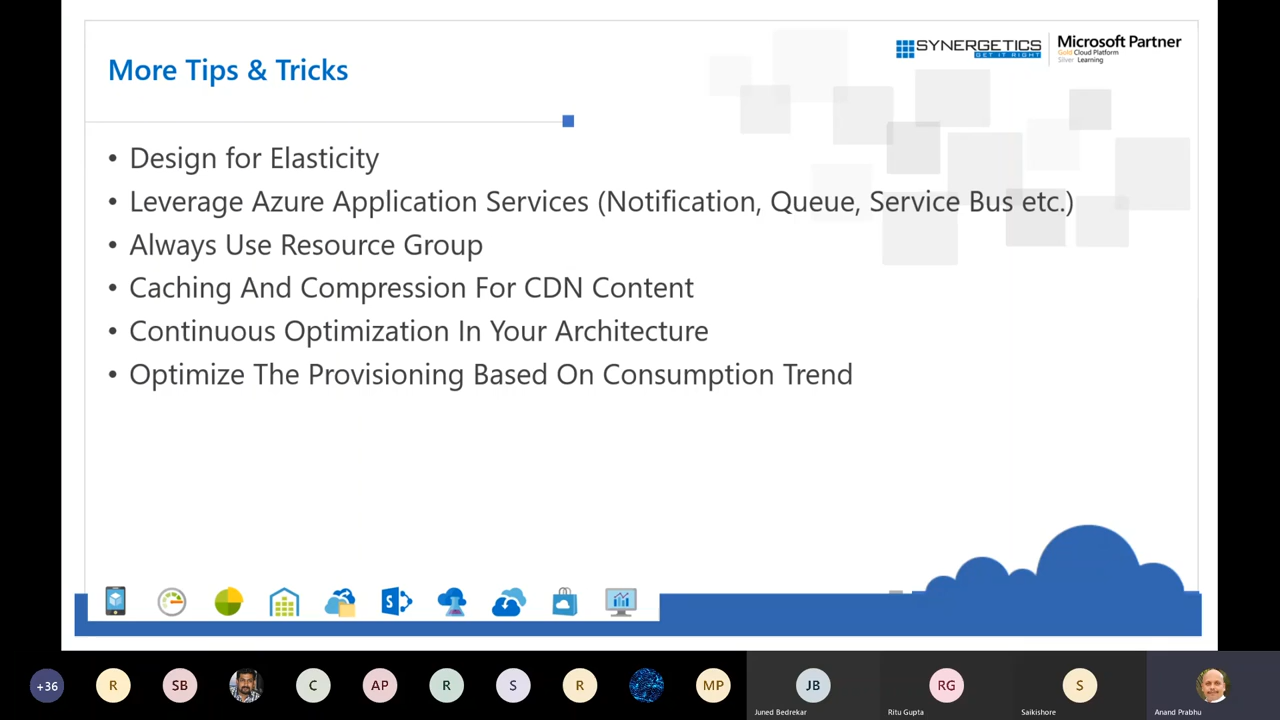 SYNERGETICS
GET IT RIGHT
Microsoft Partner
Gold Cloud Platform
Silver Learning
More Tips & Tricks
• Design for Elasticity
• Leverage Azure Application Services (Notification, Queue, Service Bus etc.)
• Always Use Resource Group
• Caching And Compression For CDN Content
• Continuous Optimization In Your Architecture
• Optimize The Provisioning Based On Consumption Trend
S
+36
R
SB
C
AP
R
S
R
MP
JB
RG
S
Juned Bedrekar
Ritu Gupta
Saikishore
Anand Prabhu